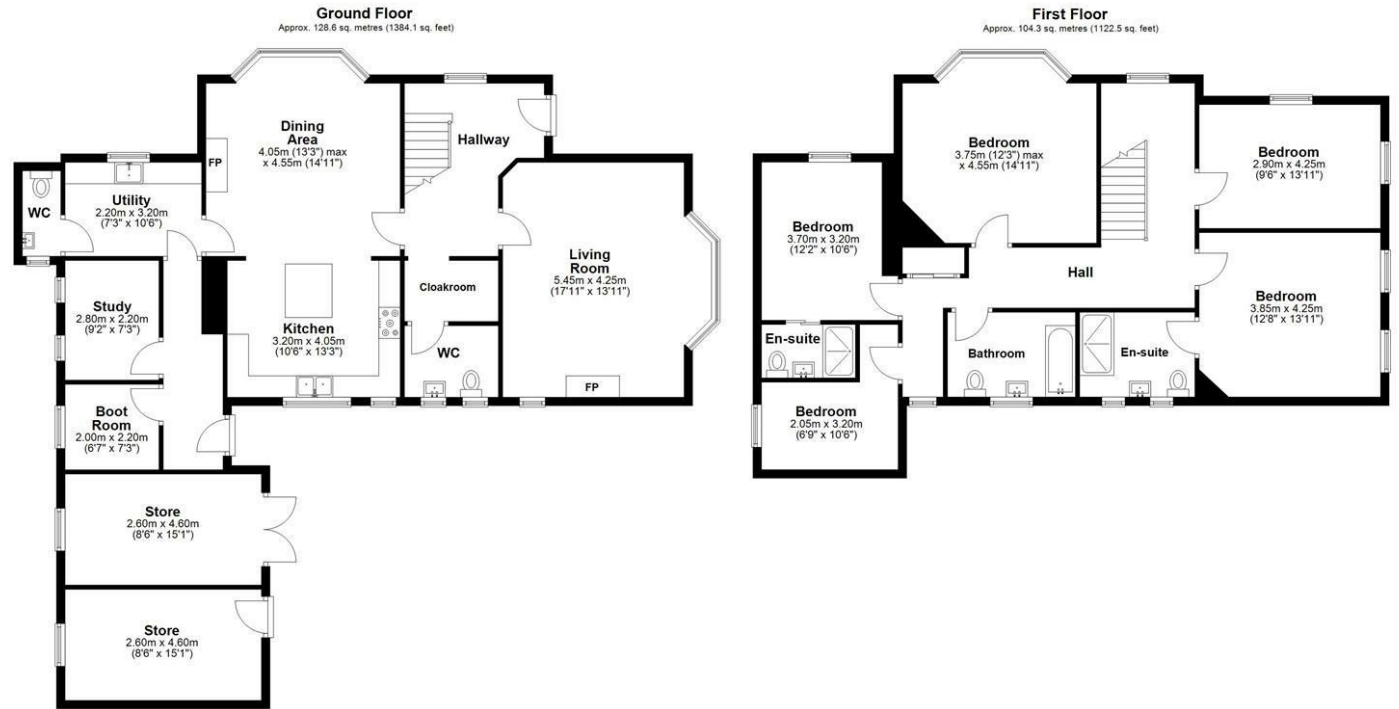 Ground Floor
Approx. 128.6 sq. metres (1384.1 sq. feet)
Dining
Area
4.05m (13'3") max
x 4.55m (14'11")
FP
Hallway
WC
Utility
2.20m x 3.20m
(7'3" x 10'6")
Living
Room
5.45m x 4.25m
(17'11" x 13'11")
Cloakroom
Study
2.80m x 2.20m
(9'2" x 7'3")
Kitchen
3.20m x 4.05m
(10'6" x 13'3")
WC
FP
Boot
Room
2.00m x 2.20m
(6'7" x 7'3")
Store
2.60m x 4.60m
(8'6" x 15'1")
Store
2.60m x 4.60m
(8'6" x 15'1")
First Floor
Approx. 104.3 sq. metres (1122.5 sq. feet)
Bedroom
3.75m (12'3") max
x 4.55m (14'11")
Bedroom
2.90m x 4.25m
(9'6" x 13'11")
Bedroom
3.70m x 3.20m
(12'2" x 10'6")
Hall
Bedroom
3.85m x 4.25m
(12'8" x 13'11")
En-suite
Bathroom
En-suite
Bedroom
2.05m x 3.20m
(6'9" x 10'6")